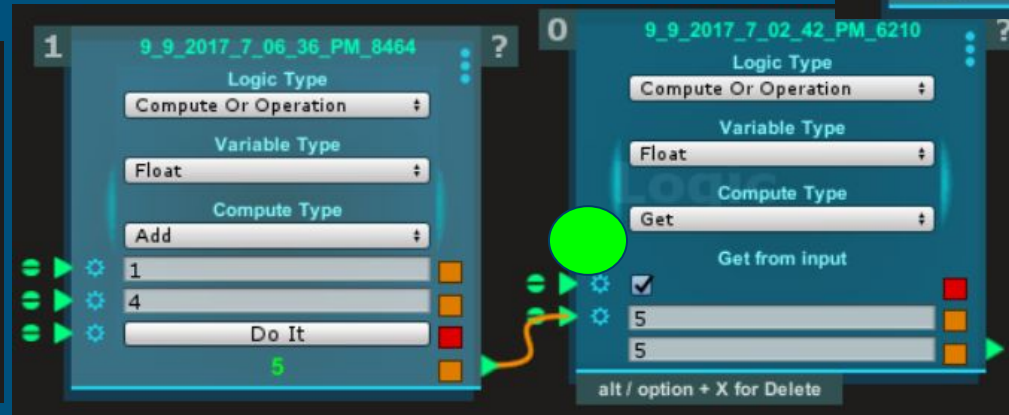 1
9_9_2017_7_06_36_PM_8464
?
Logic Type
Compute Or Operation
Variable Type
Float
Compute Type
Add
1
4
Do It
5
0
9_9_2017_7_02_42_PM_6210
?
Logic Type
Compute Or Operation
Variable Type
Float
Logic
Compute Type
Get
Get from input
5
5
alt / option + X for Delete